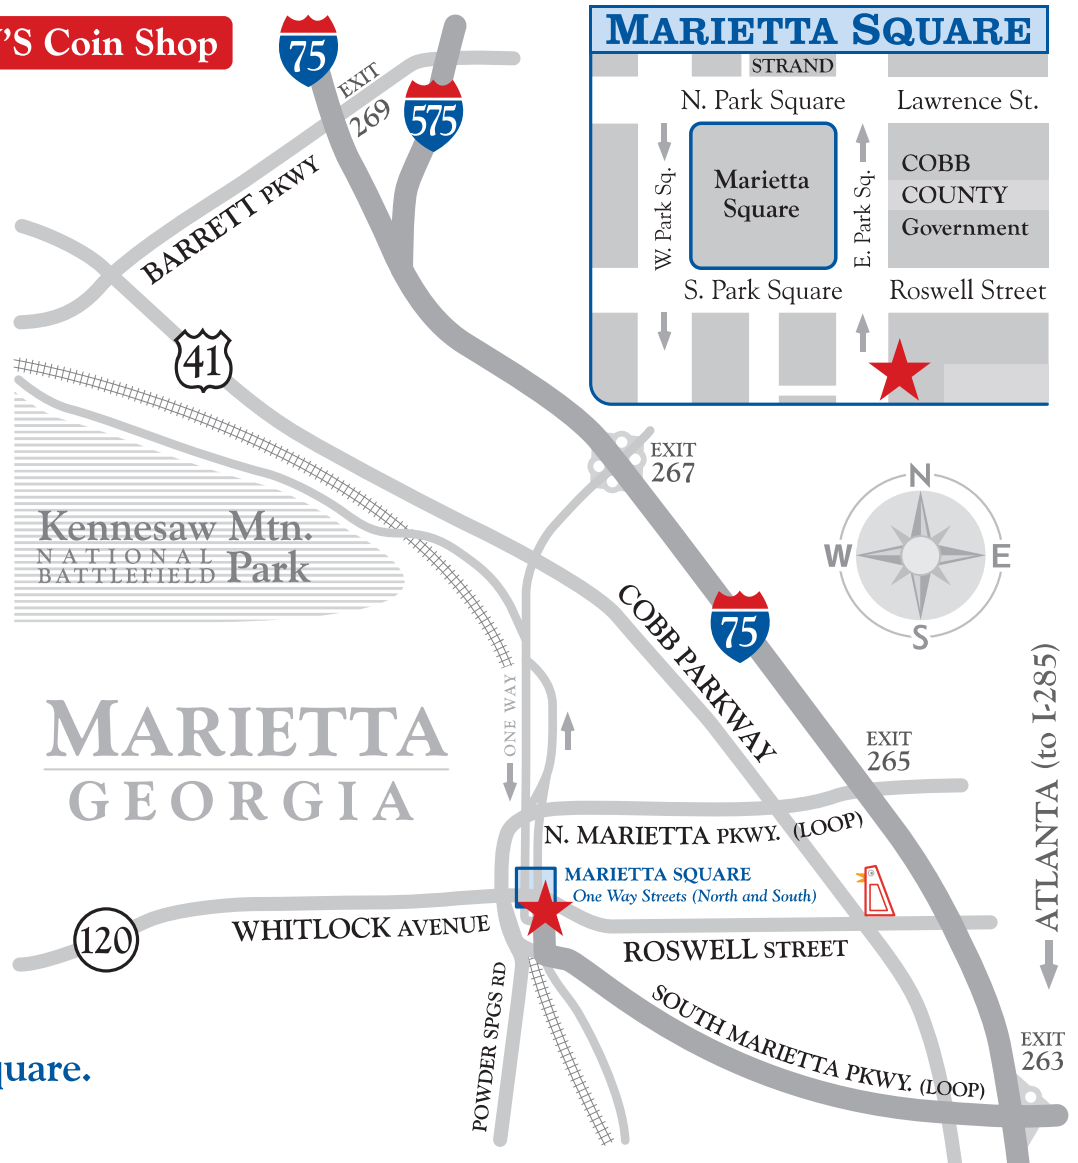 'S Coin Shop
75
EXIT
269
575
BARRETT PKWY
41
MARIETTA SQUARE
STRAND
N. Park Square
Lawrence St.
W. Park Sq.
Marietta
Square
E. Park Sq.
COBB
COUNTY
Government
S. Park Square
Roswell Street
EXIT
267
Kennesaw Mtn.
NATIONAL
BATTLEFIELD
Park
N
W
E
S
COBB PARKWAY
75
ONE WAY
MARIETTA
GEORGIA
EXIT
265
ATLANTA (to I-285)
N. MARIETTA PKWY. (LOOP)
MARIETTA SQUARE
One Way Streets (North and South)
120
WHITLOCK AVENUE
ROSWELL STREET
POWDER SPGS RD
SOUTH MARIETTA PKWY. (LOOP)
EXIT
263
quare.